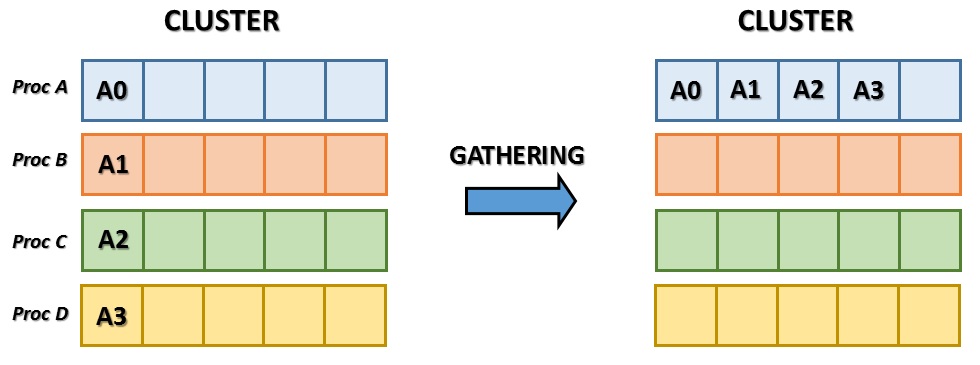 CLUSTER
CLUSTER
Proc A A0
A0 A1 A2 A3
Proc B A1
GATHERING
Proc C A2
Proc D A3